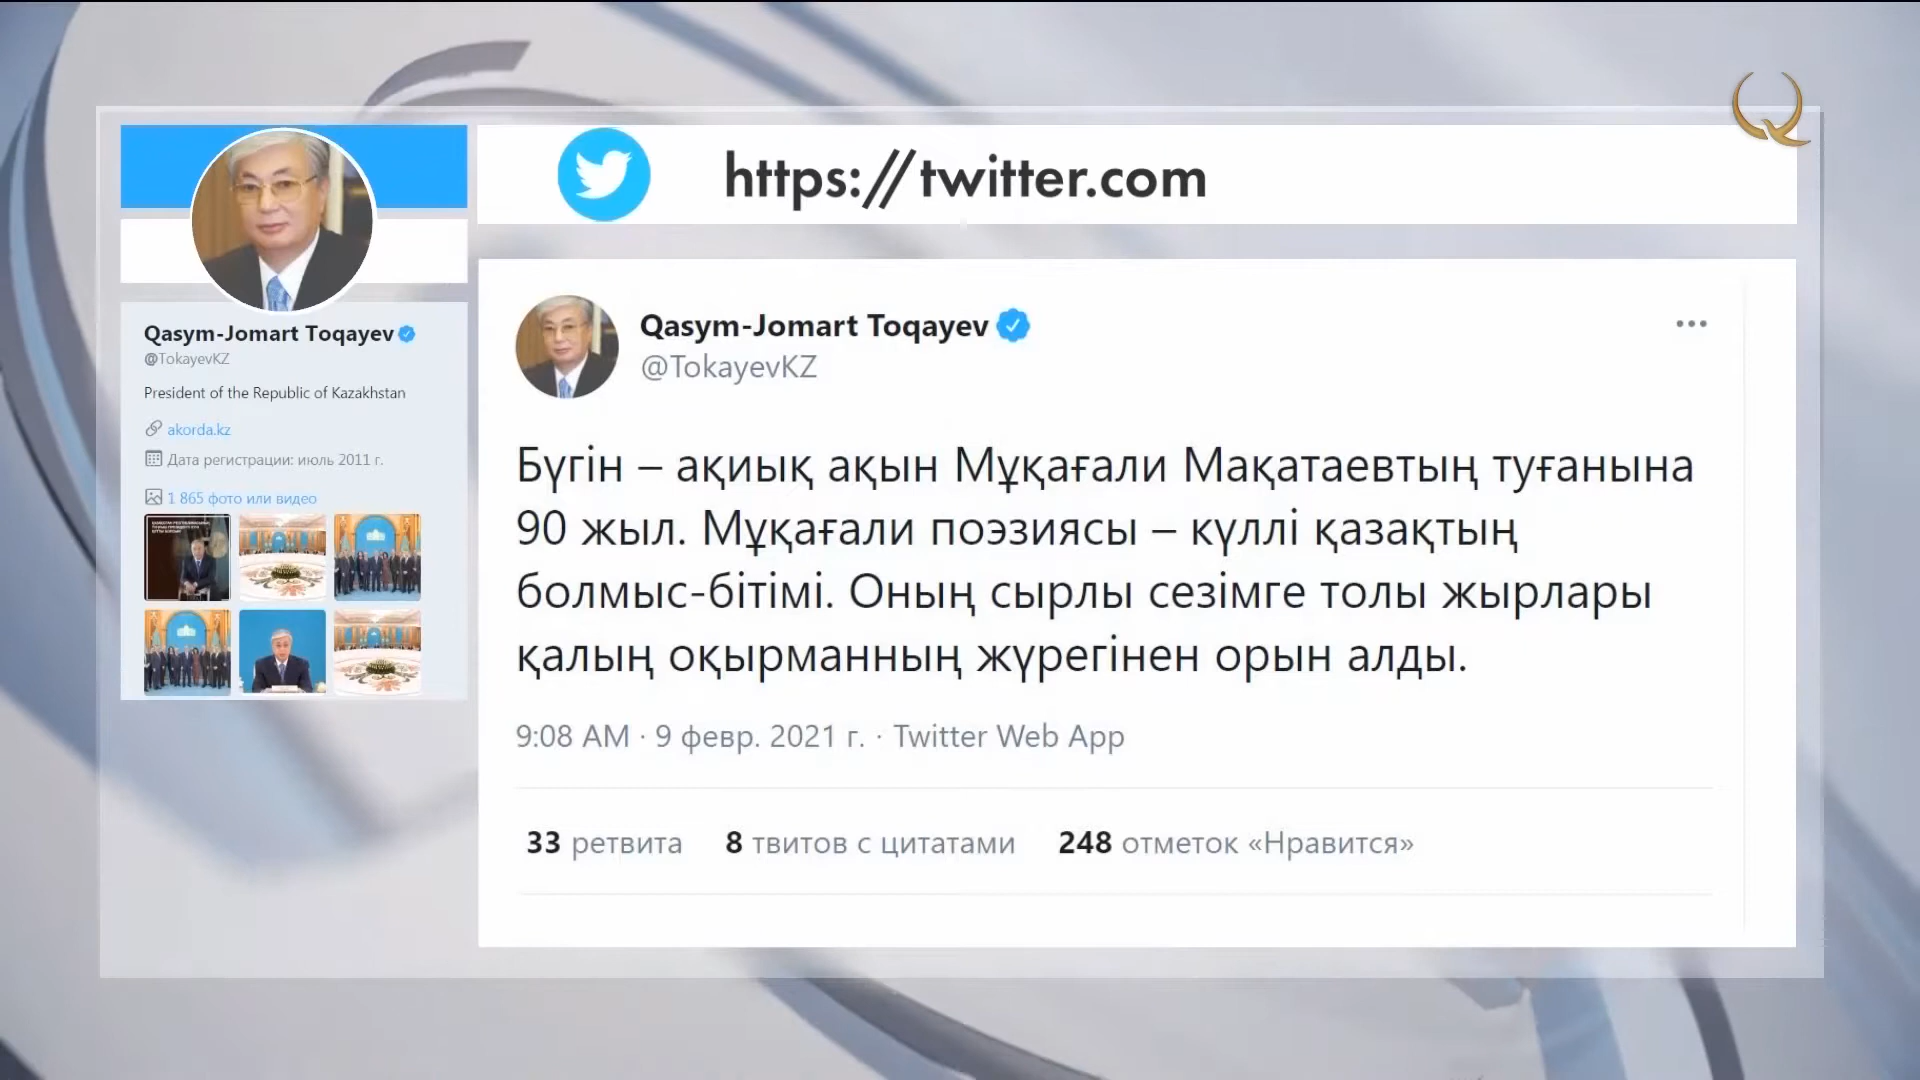 https://twitter.com
Qasym-Jomart Toqayev
@TokayevKZ
President of the Republic of Kazakhstan
akorda.kz
Дата регистрации: июль 2011 г.
1 865 фото или видео
Qasym-Jomart Toqayev
@TokayevKZ
Бүгін – ақиық ақын Мұқағали Мақатаевтың туғанына
90 жыл. Мұқағали поэзиясы – күллі қазақтың
болмыс-бітімі. Оның сырлы сезімге толы жырлары
қалың оқырманның жүрегінен орын алды.
9:08 AM · 9 февр. 2021 г. · Twitter Web App
33 ретвита 8 твитов с цитатами 248 отметок «Нравится»